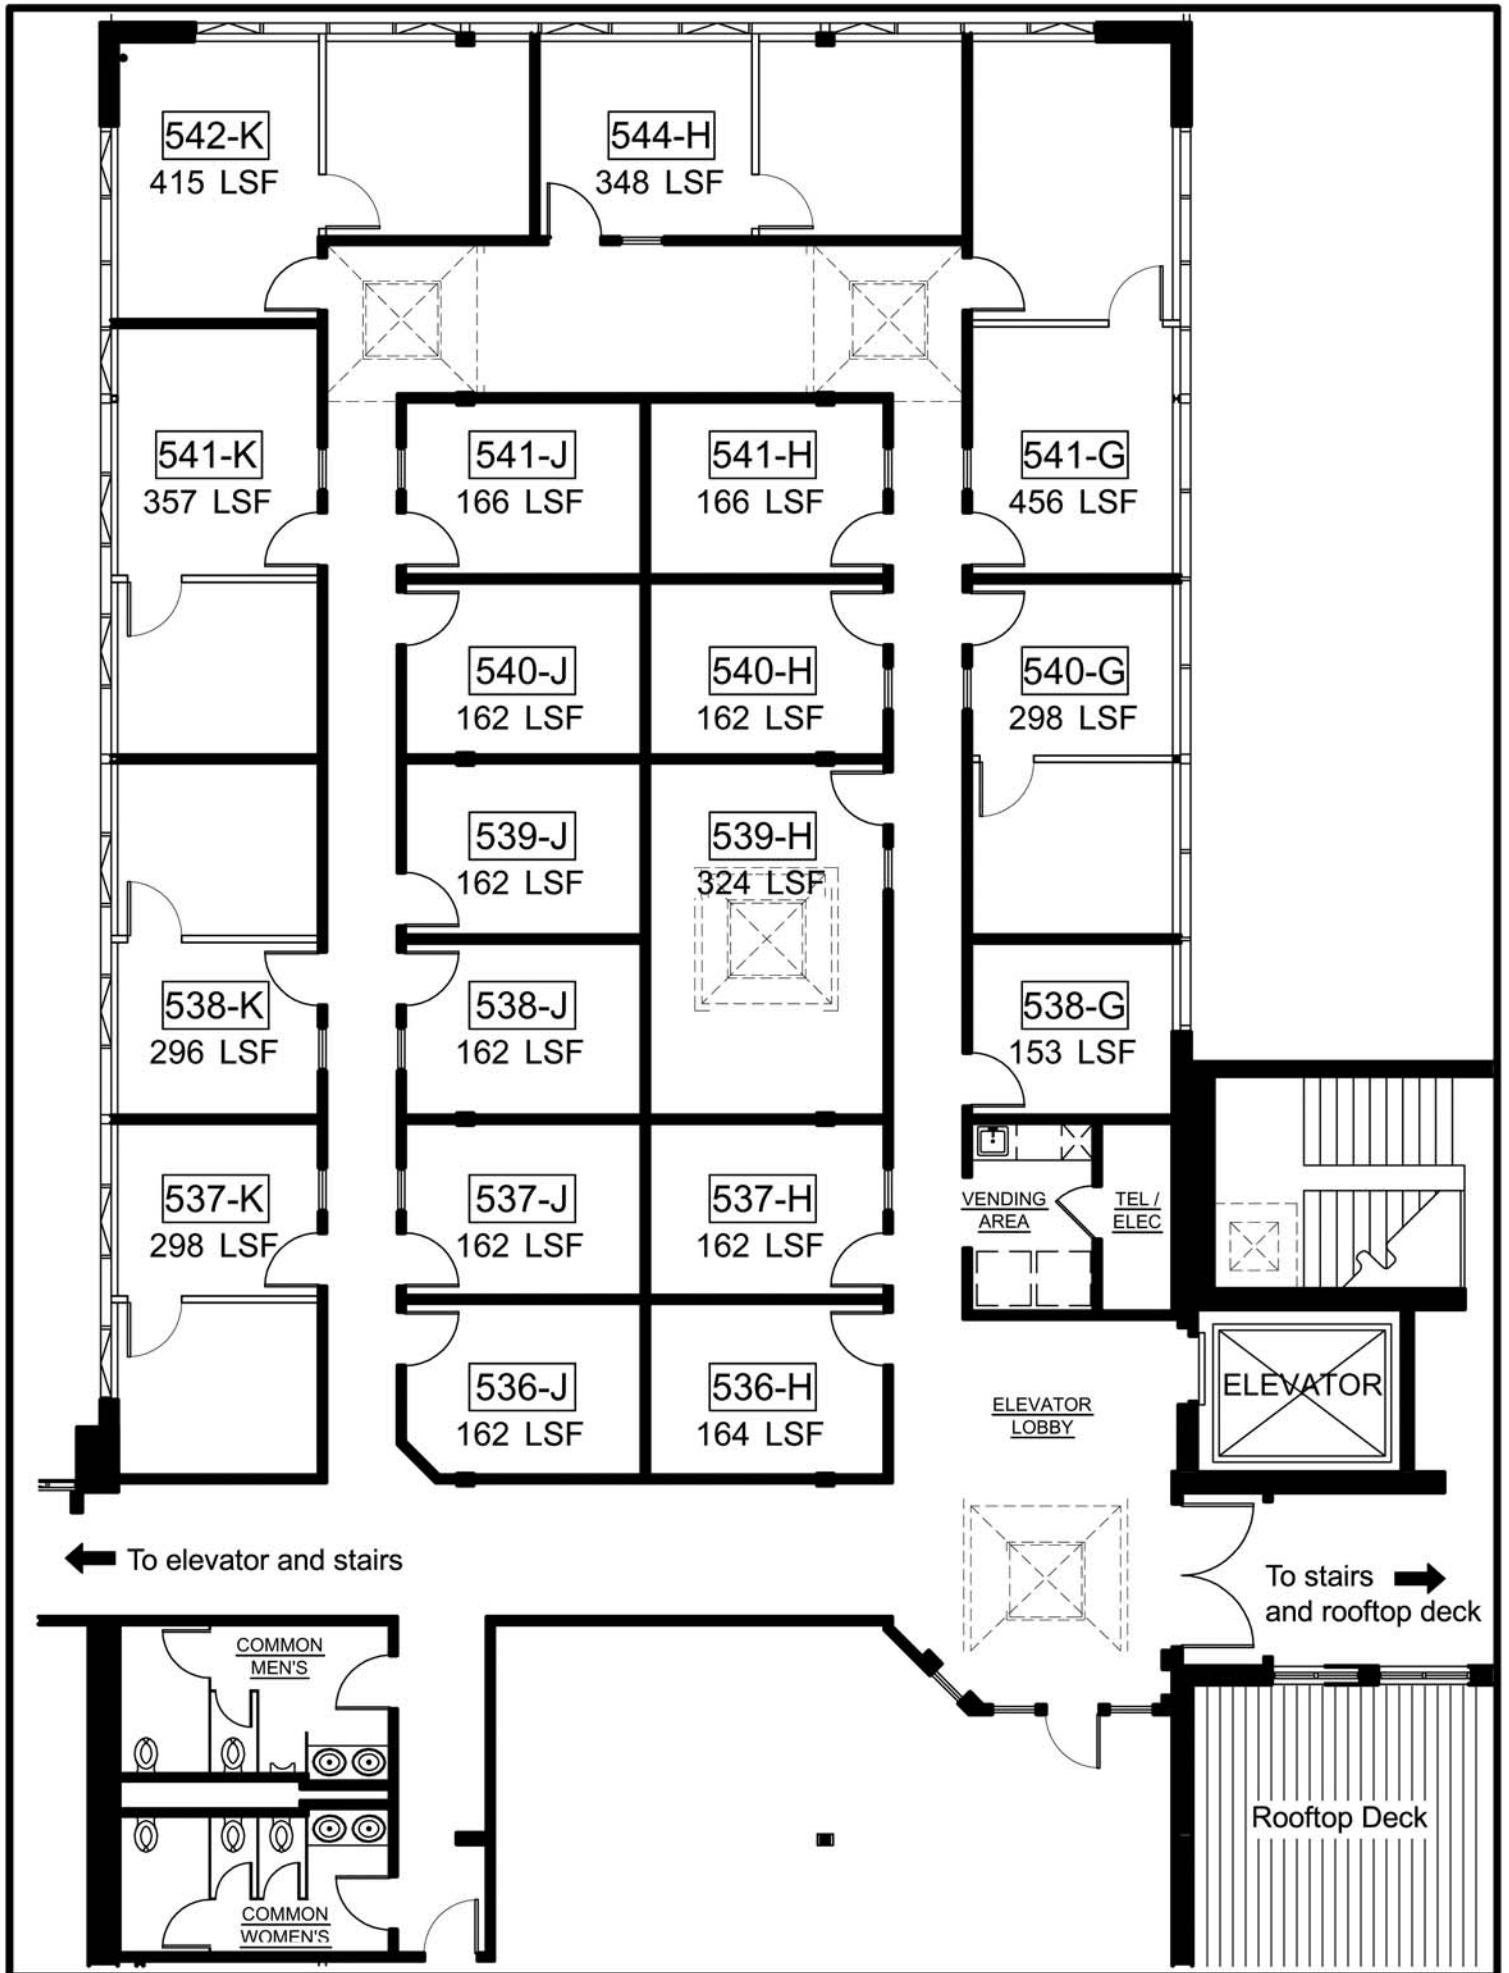 542-K
415 LSF
544-H
348 LSF
541-K
357 LSF
541-J
166 LSF
541-H
166 LSF
541-G
456 LSF
540-J
162 LSF
540-H
162 LSF
540-G
298 LSF
539-J
162 LSF
539-H
324 LSF
538-K
296 LSF
538-J
162 LSF
538-G
153 LSF
537-K
298 LSF
537-J
162 LSF
537-H
162 LSF
VENDING
AREA
TEL /
ELEC
536-J
162 LSF
536-H
164 LSF
ELEVATOR
LOBBY
ELEVATOR
To elevator and stairs
To stairs
and rooftop deck
COMMON
MEN'S
COMMON
WOMEN'S
Rooftop Deck